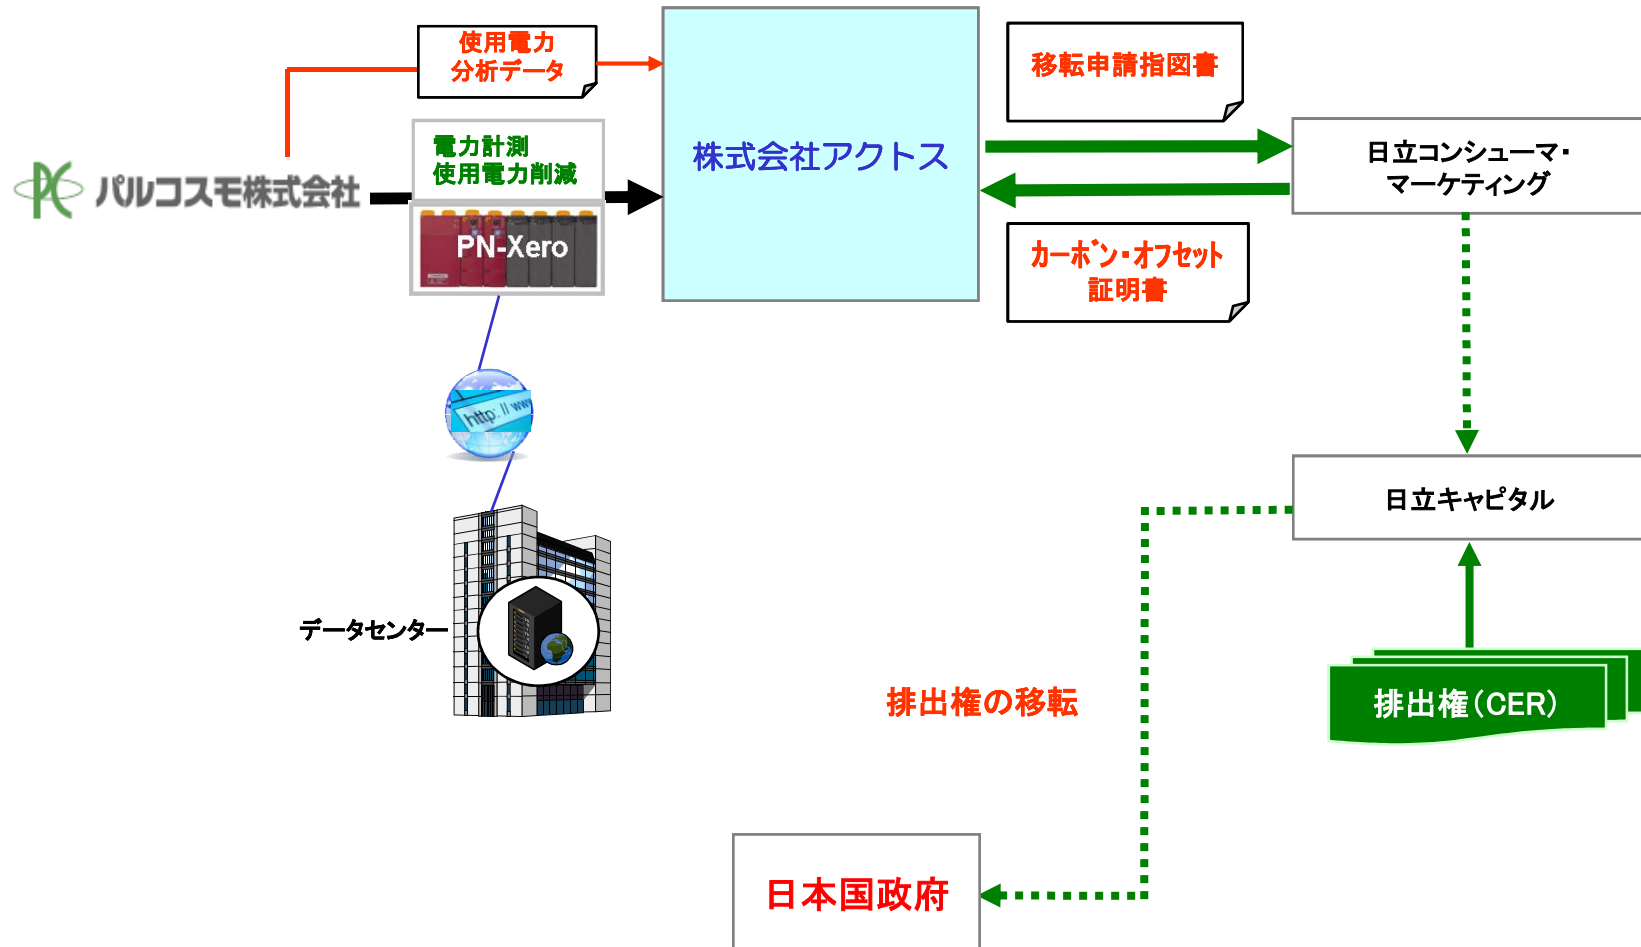 使用電力
分析データ
電力計測
使用電力削減
パルコスモ株式会社
PN-Xero
株式会社アクトス
移転申請指図書
カーボン・オフセット
証明書
日立コンシューマ・
マーケティング
http: // www
日立キャピタル
データセンター
排出権の移転
排出権(CER)
日本国政府